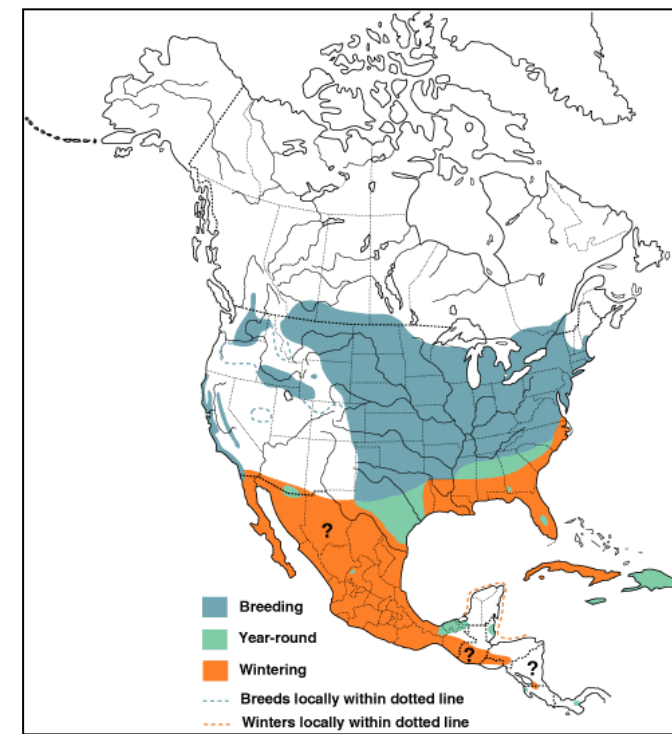 ?
?
?
Breeding
Year-round
Wintering
Breeds locally within dotted line
Winters locally within dotted line